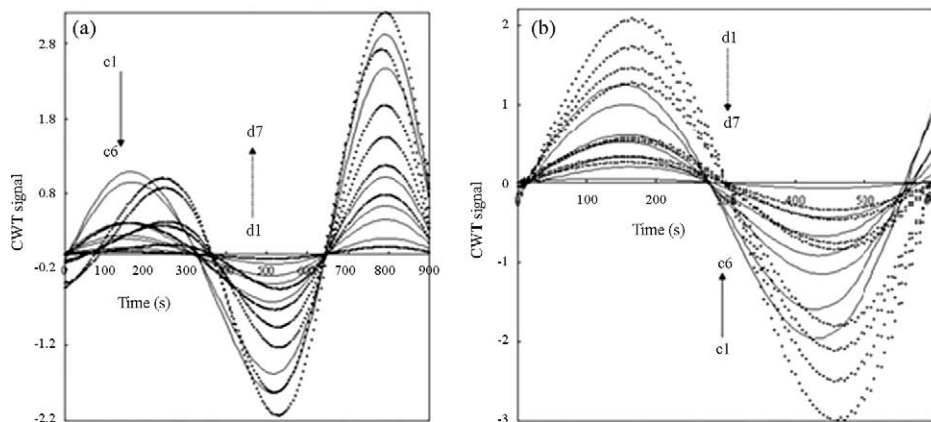 (a)
2.8
1.8
0.8
-0.2
-1.2
-2.2
CWT signal
c1
c6
d7
d1
0 100 200 300 400 500 600 700 800 900
Time (s)
(b)
2
1
0
-1
-2
-3
CWT signal
d1
d7
0 100 200 300 400 500
Time (s)
c6
c1